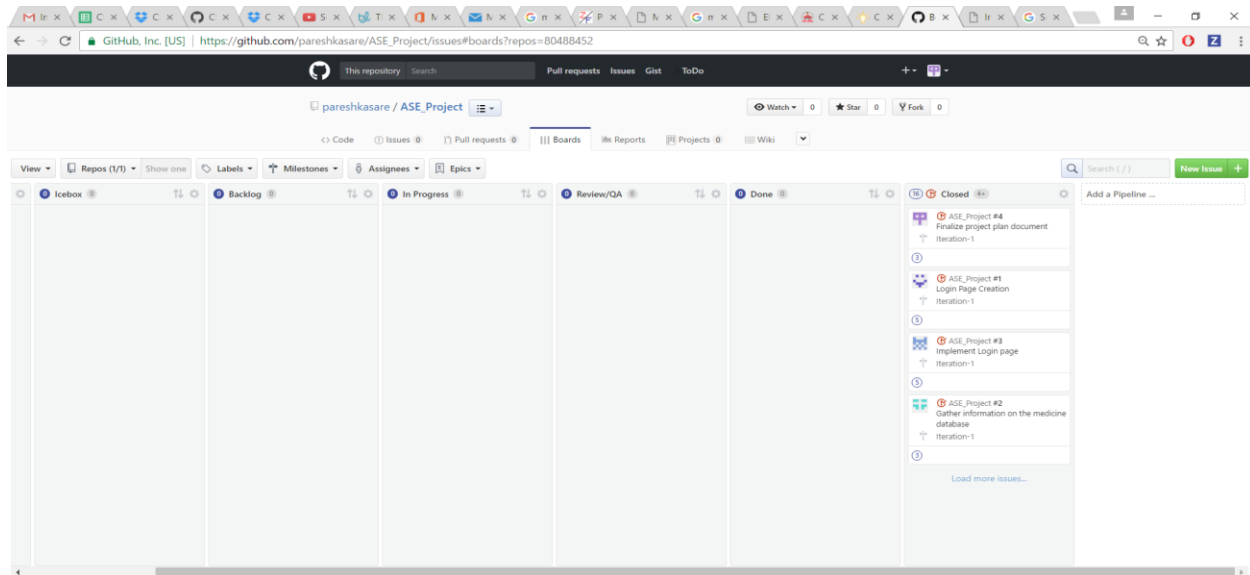 GitHub, Inc. [US] | https://github.com/pareshkasare/ASE_Project/issues#boards?repos=80488452
This repository Search Pull requests Issues Gist ToDo
pareshkasare / ASE_Project Watch 0 Star 0 Fork 0
Code Issues 0 Pull requests 0 Boards Reports Projects 0 Wiki
View Repos (1/1) Show one Labels Milestones Assignees Epics Search ( / ) New Issue +
0 Icebox 0 0 Backlog 0 0 In Progress 0 0 Review/QA 0 0 Done 0 16 Closed 4+ Add a Pipeline ...
ASE_Project #4
Finalize project plan document
Iteration-1
3
ASE_Project #1
Login Page Creation
Iteration-1
5
ASE_Project #3
Implement Login page
Iteration-1
5
ASE_Project #2
Gather information on the medicine
database
Iteration-1
3
Load more issues...